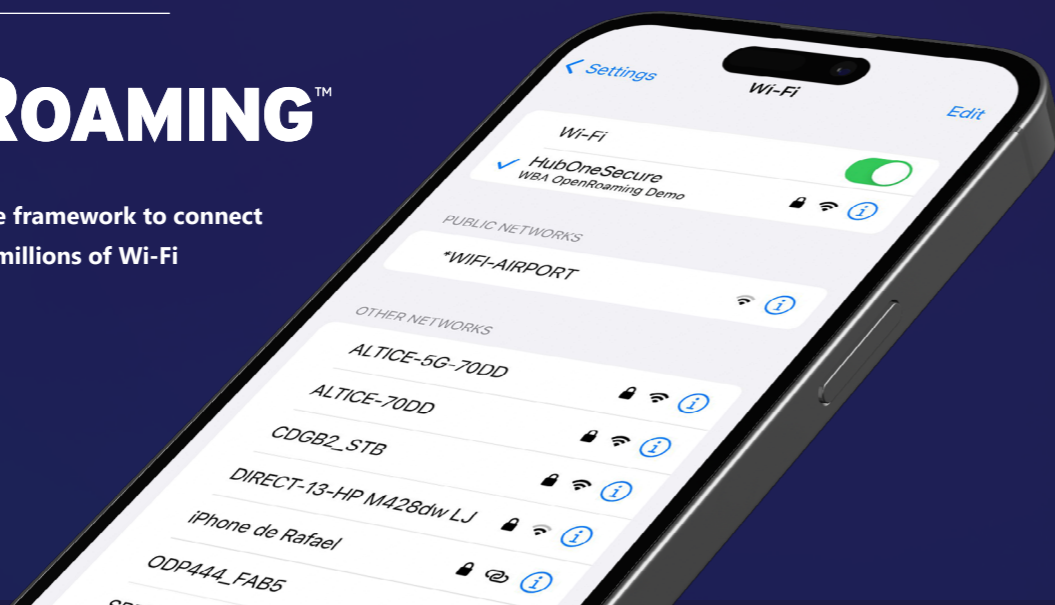 ROAMING™
e framework to connect
millions of Wi-Fi
Settings
Wi-Fi
Edit
Wi-Fi
HubOneSecure
WBA OpenRoaming Demo
PUBLIC NETWORKS
*WIFI-AIRPORT
OTHER NETWORKS
ALTICE-5G-70DD
ALTICE-70DD
CDGB2_STB
DIRECT-13-HP M428dw LJ
iPhone de Rafael
ODP444_FAB5